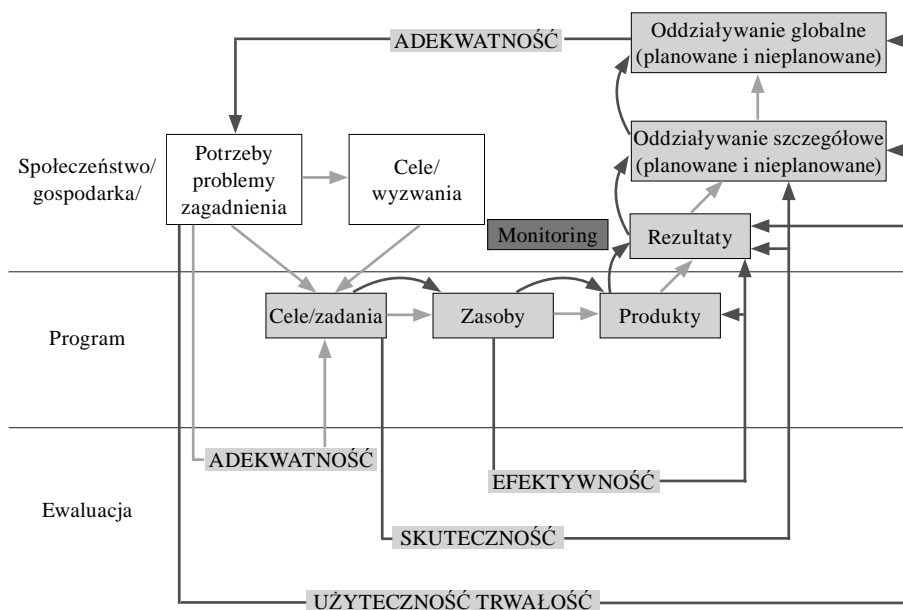 ADEKWATNOŚĆ
Oddziaływanie globalne
(planowane i nieplanowane)
Społeczeństwo/
gospodarka/
Potrzeby
problemy
zagadnienia
Cele/
wyzwania
Oddziaływanie szczegółowe
(planowane i nieplanowane)
Monitoring
Rezultaty
Program
Cele/zadania
Zasoby
Produkty
Ewaluacja
ADEKWATNOŚĆ
EFEKTYWNOŚĆ
SKUTECZNOŚĆ
UŻYTECZNOŚĆ TRWAŁOŚĆ